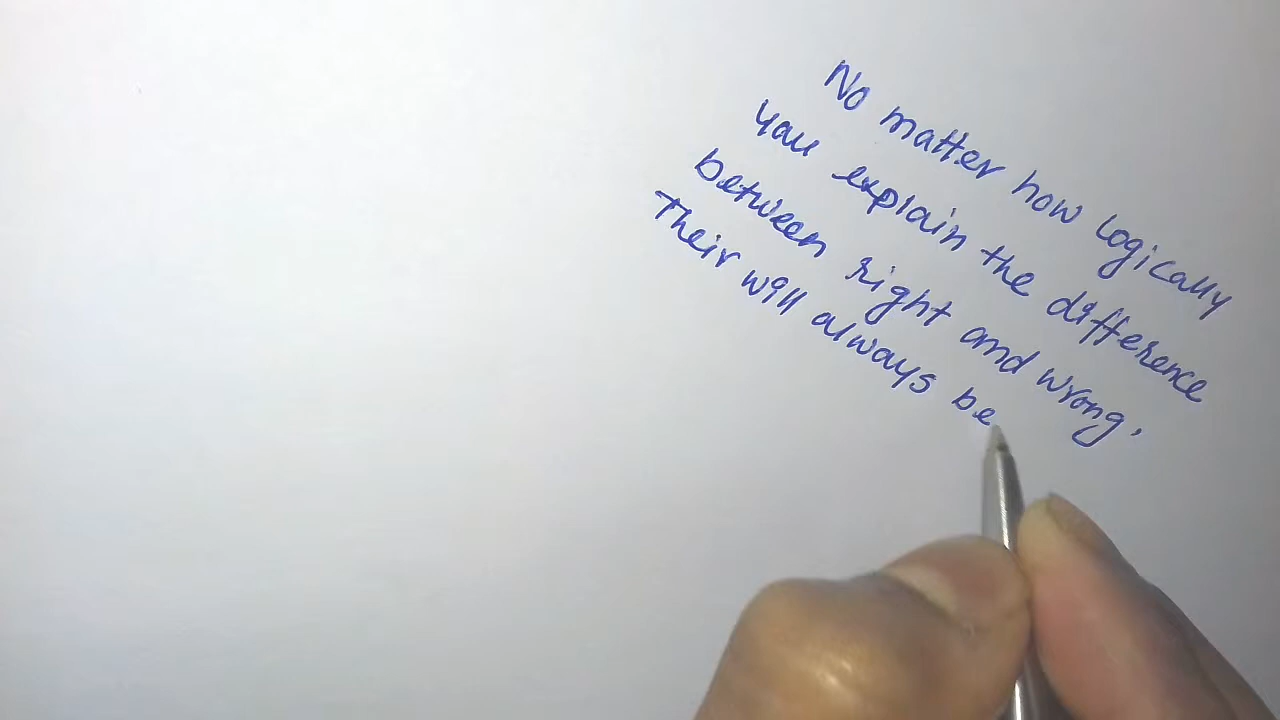 No matter how logically
you explain the difference
between right and wrong,
Their will always be